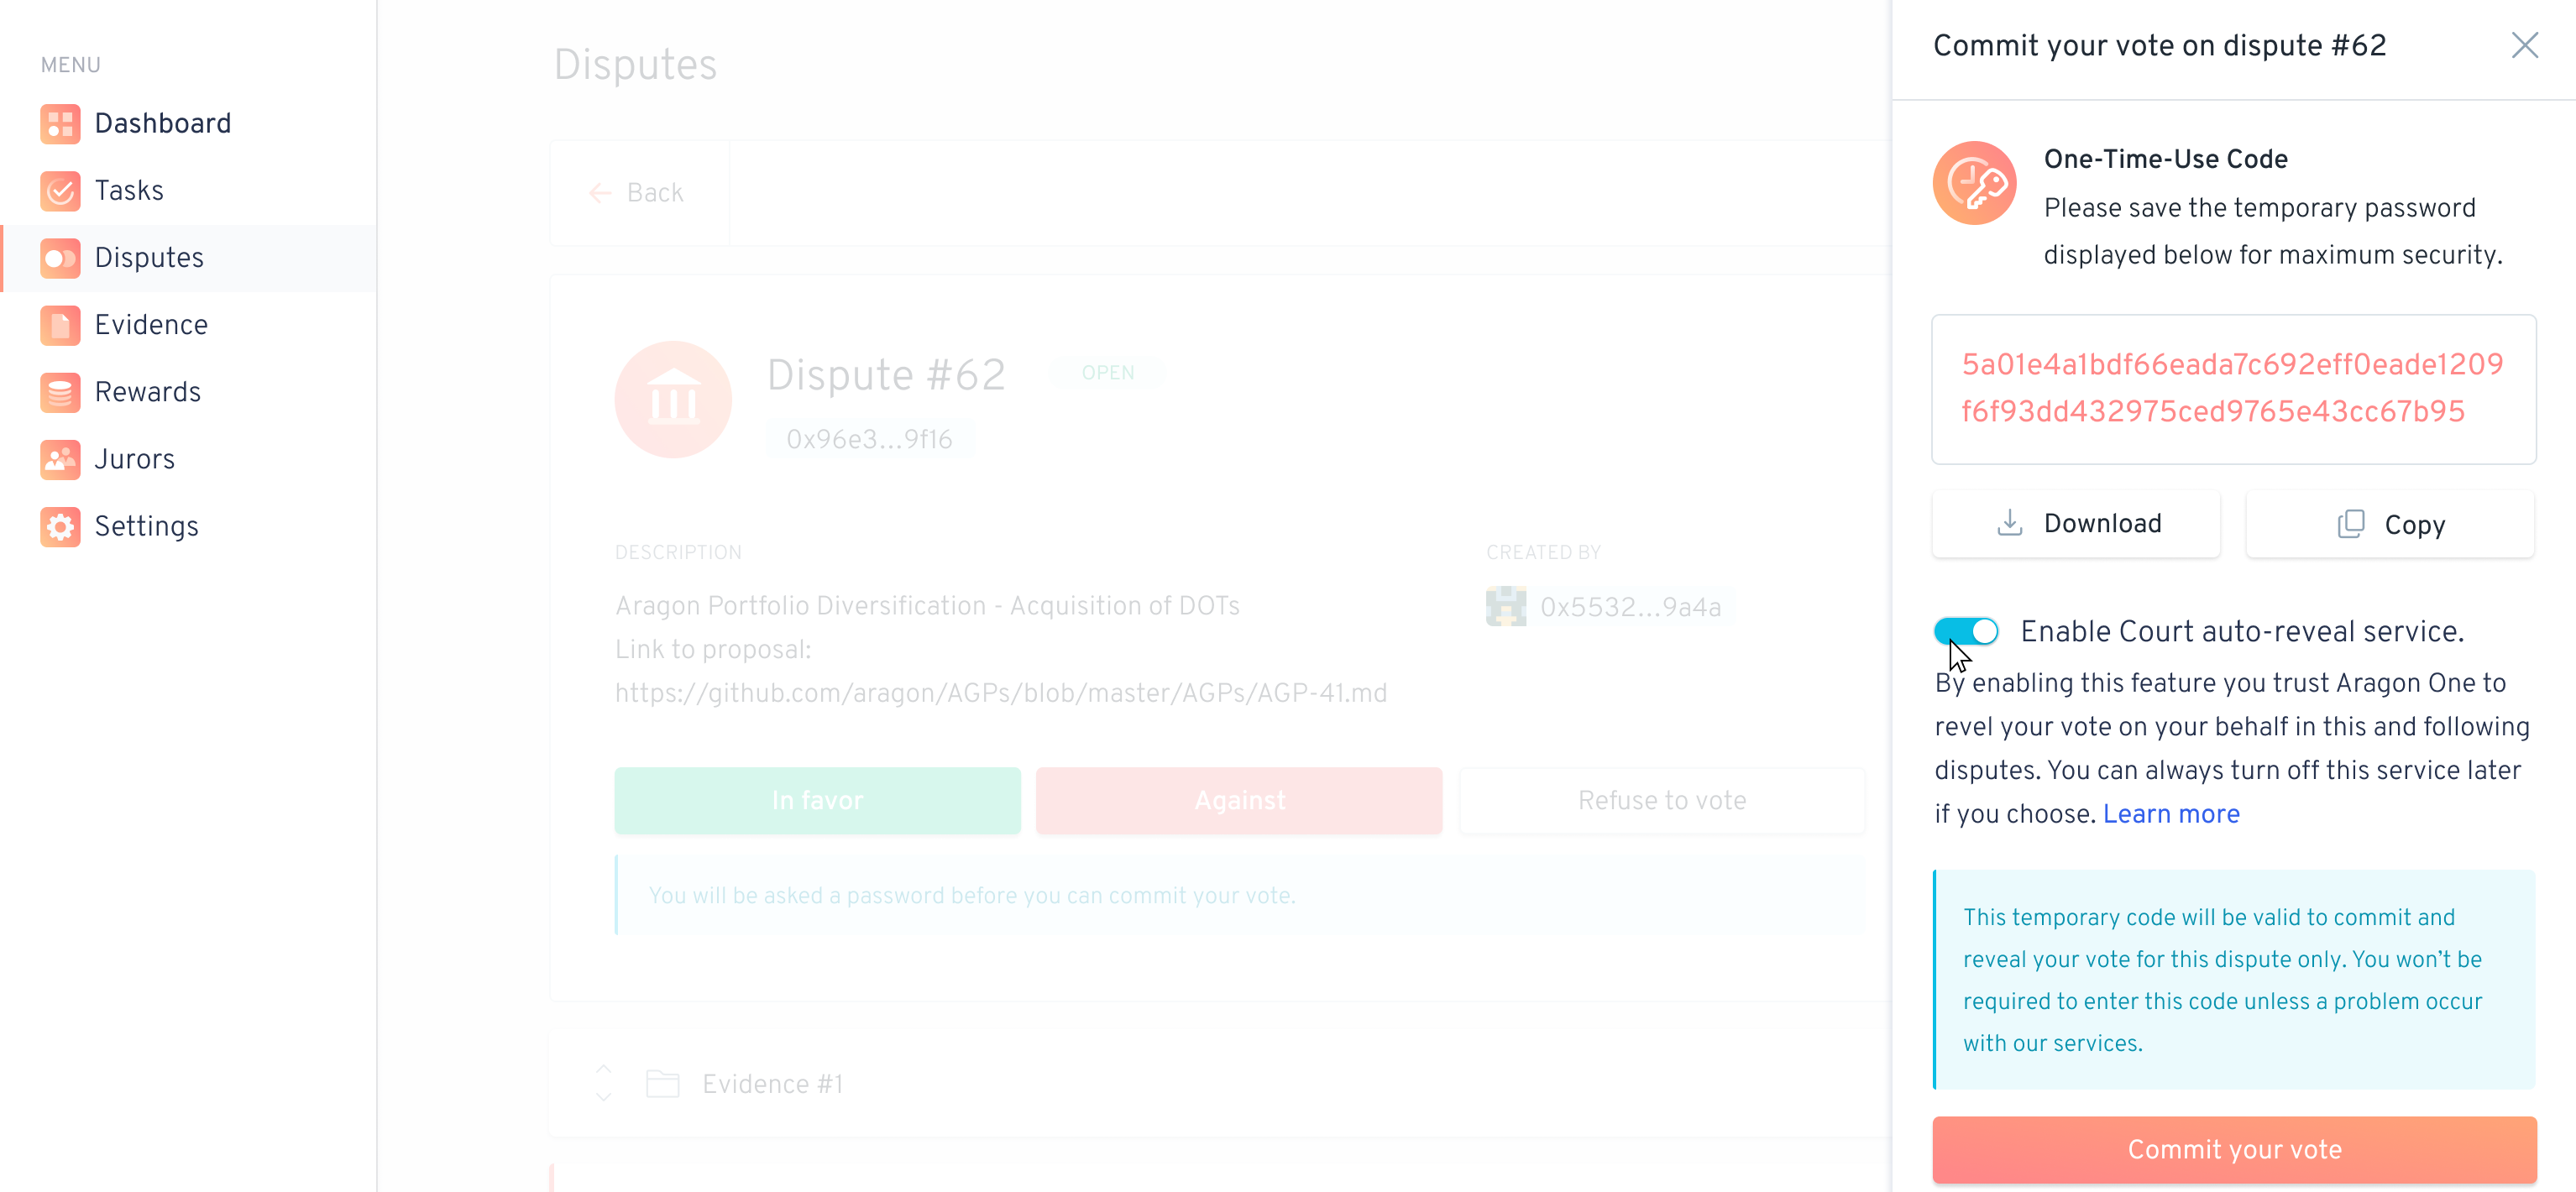 MENU
Dashboard
Tasks
Disputes
Evidence
Rewards
Jurors
Settings
Disputes
Back
Dispute #62
OPEN
0x96e3...9f16
DESCRIPTION
Aragon Portfolio Diversification - Acquisition of DOTs
Link to proposal:
https://github.com/aragon/AGPs/blob/master/AGPs/AGP-41.md
CREATED BY
0x5532...9a4a
In favor
Against
Refuse to vote
You will be asked a password before you can commit your vote.
Evidence #1
Commit your vote on dispute #62
One-Time-Use Code
Please save the temporary password
displayed below for maximum security.
5a01e4a1bdf66eada7c692eff0eade1209
f6f93dd432975ced9765e43cc67b95
Download
Copy
Enable Court auto-reveal service.
By enabling this feature you trust Aragon One to
revel your vote on your behalf in this and following
disputes. You can always turn off this service later
if you choose. Learn more
This temporary code will be valid to commit and
reveal your vote for this dispute only. You won’t be
required to enter this code unless a problem occur
with our services.
Commit your vote